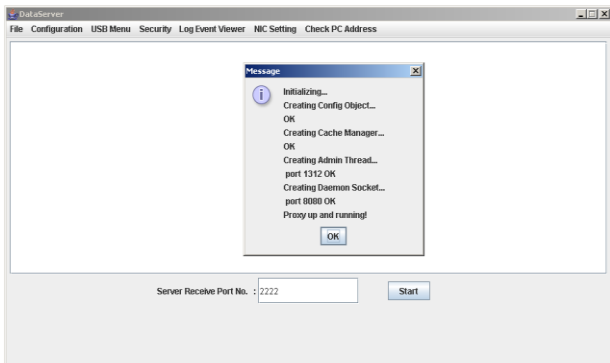 DataServer
File Configuration USB Menu Security Log Event Viewer NIC Setting Check PC Address
Message
Initializing...
Creating Config Object...
OK
Creating Cache Manager...
OK
Creating Admin Thread...
port 1312 OK
Creating Daemon Socket...
port 8080 OK
Proxy up and running!
OK
Server Receive Port No. : 2222 Start